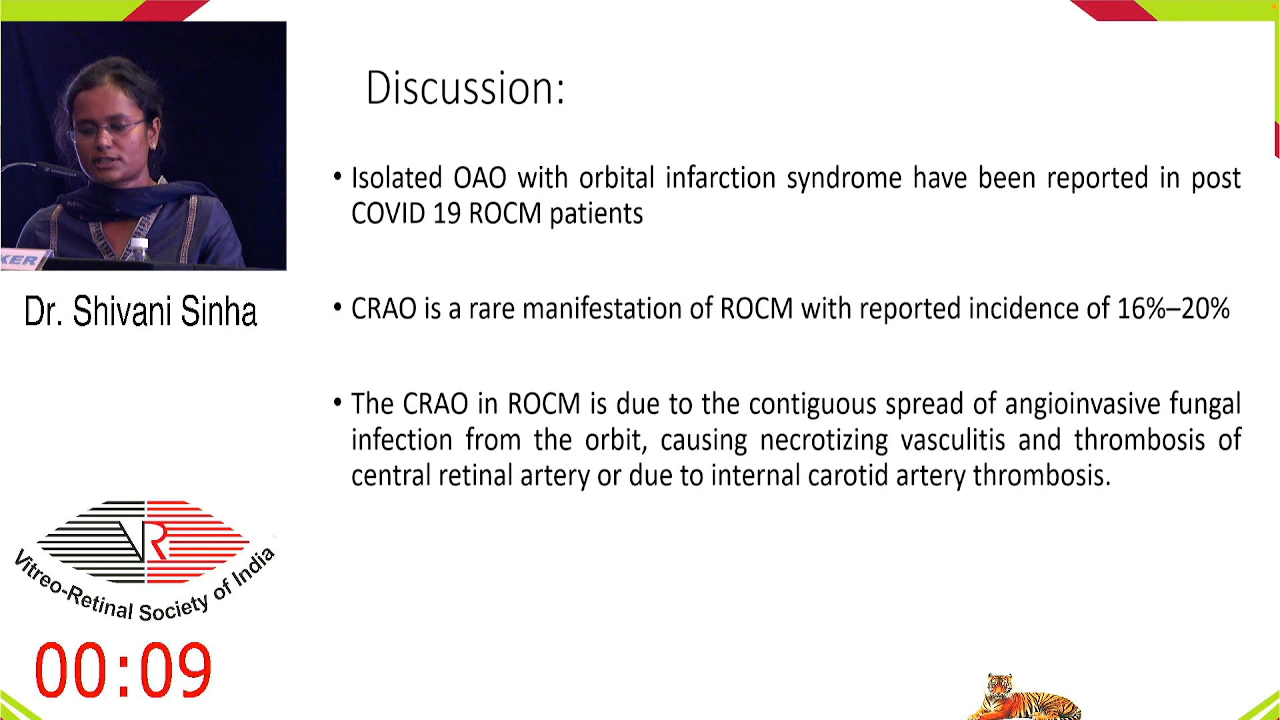 Discussion:
• Isolated OAO with orbital infarction syndrome have been reported in post
COVID 19 ROCM patients
• CRAO is a rare manifestation of ROCM with reported incidence of 16%–20%
• The CRAO in ROCM is due to the contiguous spread of angioinvasive fungal
infection from the orbit, causing necrotizing vasculitis and thrombosis of
central retinal artery or due to internal carotid artery thrombosis.
KER
Dr. Shivani Sinha
VR
Vitreo-Retinal Society of India
00:09